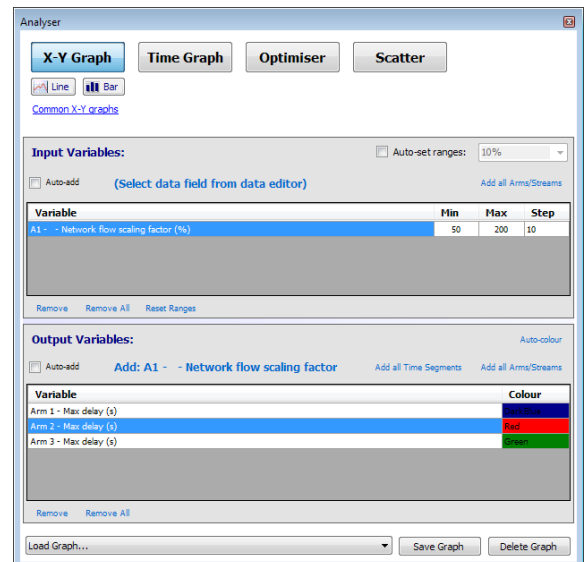 Analyser
X-Y Graph Time Graph Optimiser Scatter
Line Bar
Common X-Y graphs
Input Variables: Auto-set ranges: 10%
Auto-add (Select data field from data editor) Add all Arms/Streams
Variable Min Max Step
A1 - - Network flow scaling factor (%) 50 200 10
Remove Remove All Reset Ranges
Output Variables: Auto-colour
Auto-add Add: A1 - - Network flow scaling factor Add all Time Segments Add all Arms/Streams
Variable Colour
Arm 1 - Max delay (s)
Arm 2 - Max delay (s) Red
Arm 3 - Max delay (s) Green
Remove Remove All
Load Graph... Save Graph Delete Graph